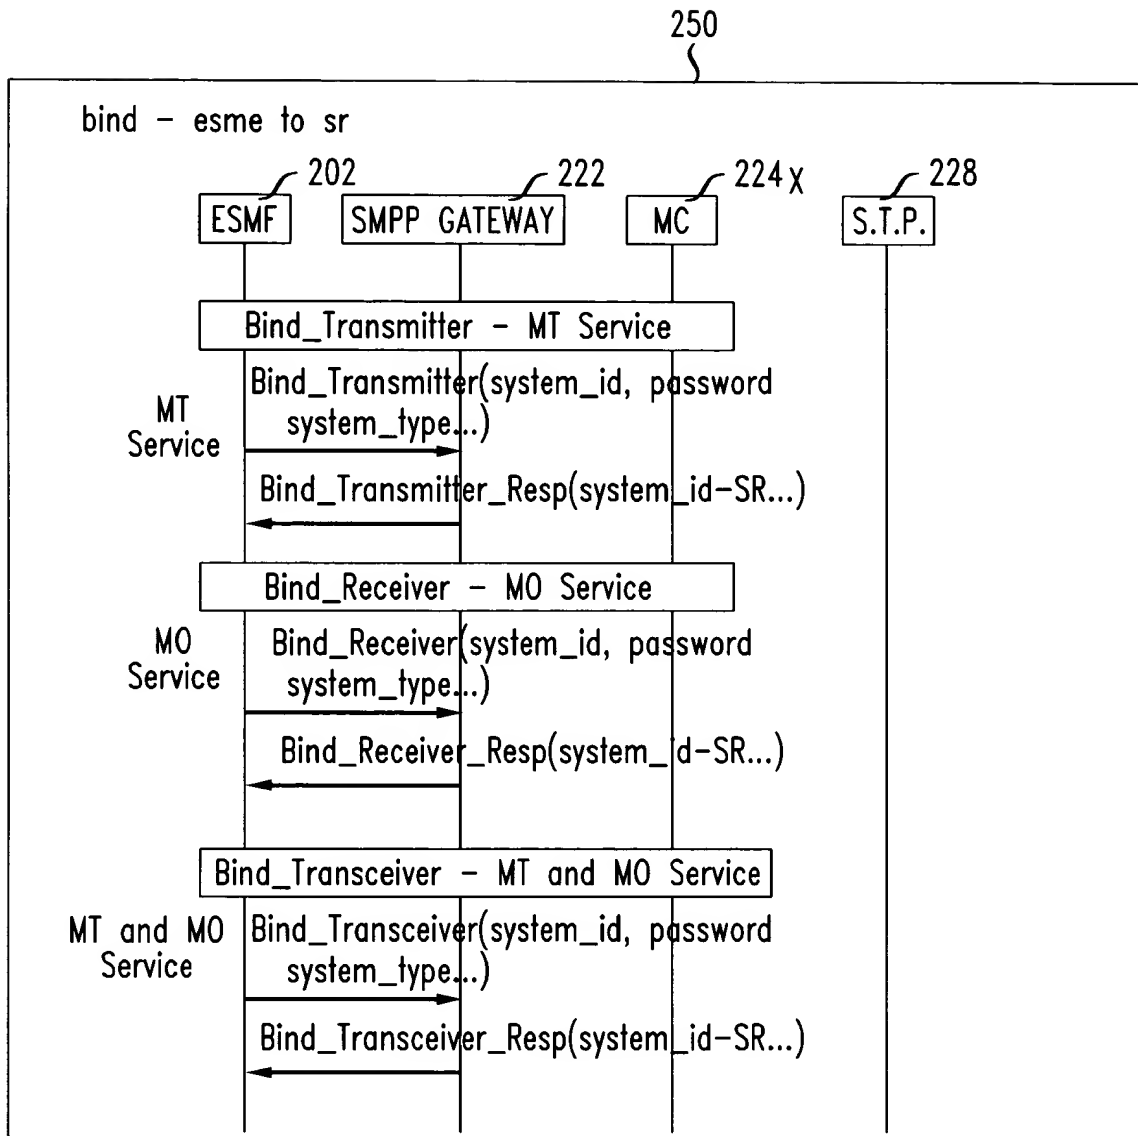 250
bind - esme to sr
202
222
224x
228
ESMF
SMPP GATEWAY
MC
S.T.P.
Bind_Transmitter - MT Service
MT
Service
Bind_Transmitter(system_id, password
system_type...)
Bind_Transmitter_Resp(system_id-SR...)
Bind_Receiver - MO Service
MO
Service
Bind_Receiver(system_id, password
system_type...)
Bind_Receiver_Resp(system_id-SR...)
Bind_Transceiver - MT and MO Service
MT and MO
Service
Bind_Transceiver(system_id, password
system_type...)
Bind_Transceiver_Resp(system_id-SR...)